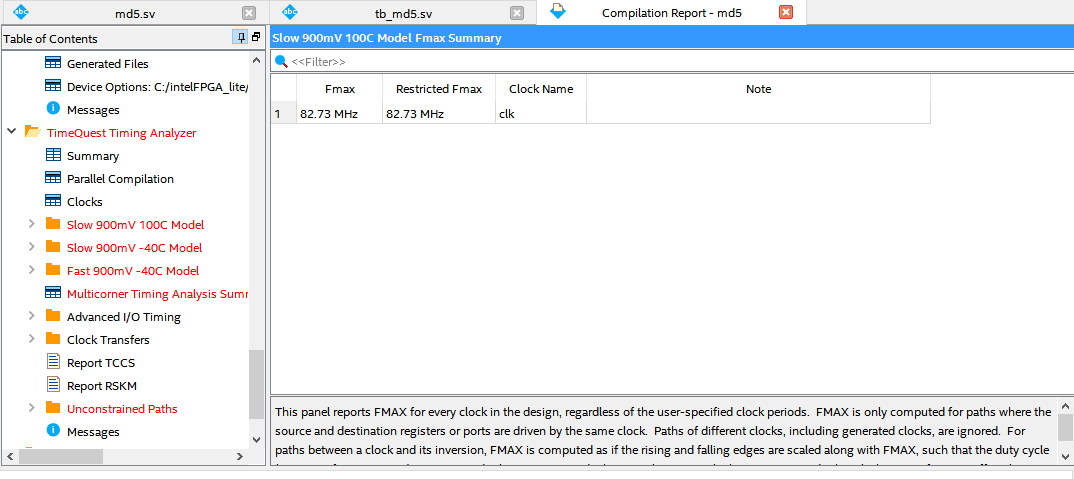 md5.sv
tb_md5.sv
Compilation Report - md5
Table of Contents
Generated Files
Device Options: C:/intelFPGA_lite/
Messages
TimeQuest Timing Analyzer
Summary
Parallel Compilation
Clocks
Slow 900mV 100C Model
Slow 900mV -40C Model
Fast 900mV -40C Model
Multicorner Timing Analysis Summ
Advanced I/O Timing
Clock Transfers
Report TCCS
Report RSKM
Unconstrained Paths
Messages
Slow 900mV 100C Model Fmax Summary
<<Filter>>
Fmax Restricted Fmax Clock Name Note
1 82.73 MHz 82.73 MHz clk
This panel reports FMAX for every clock in the design, regardless of the user-specified clock periods. FMAX is only computed for paths where the
source and destination registers or ports are driven by the same clock. Paths of different clocks, including generated clocks, are ignored. For
paths between a clock and its inversion, FMAX is computed as if the rising and falling edges are scaled along with FMAX, such that the duty cycle